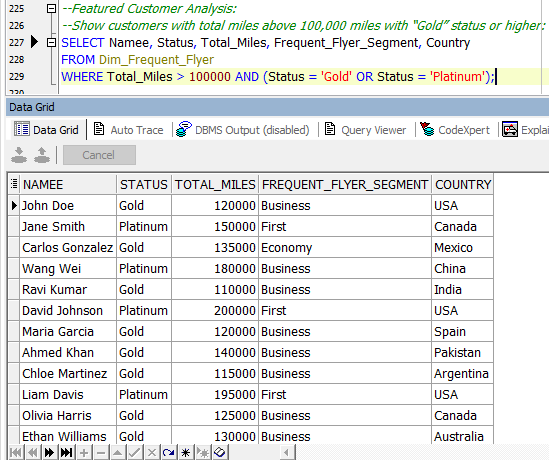 225 --Featured Customer Analysis:
226 --Show customers with total miles above 100,000 miles with “Gold” status or higher:
227 SELECT Namee, Status, Total_Miles, Frequent_Flyer_Segment, Country
228 FROM Dim_Frequent_Flyer
229 WHERE Total_Miles > 100000 AND (Status = 'Gold' OR Status = 'Platinum');
230
Data Grid
Data Grid Auto Trace DBMS Output (disabled) Query Viewer CodeXpert Explai
Cancel
NAMEE STATUS TOTAL_MILES FREQUENT_FLYER_SEGMENT COUNTRY
John Doe Gold 120000 Business USA
Jane Smith Platinum 150000 First Canada
Carlos Gonzalez Gold 135000 Economy Mexico
Wang Wei Platinum 180000 Business China
Ravi Kumar Gold 110000 Business India
David Johnson Platinum 200000 First USA
Maria Garcia Gold 120000 Business Spain
Ahmed Khan Gold 140000 Business Pakistan
Chloe Martinez Gold 115000 Business Argentina
Liam Davis Platinum 195000 First USA
Olivia Harris Gold 125000 Business Canada
Ethan Williams Gold 130000 Business Australia